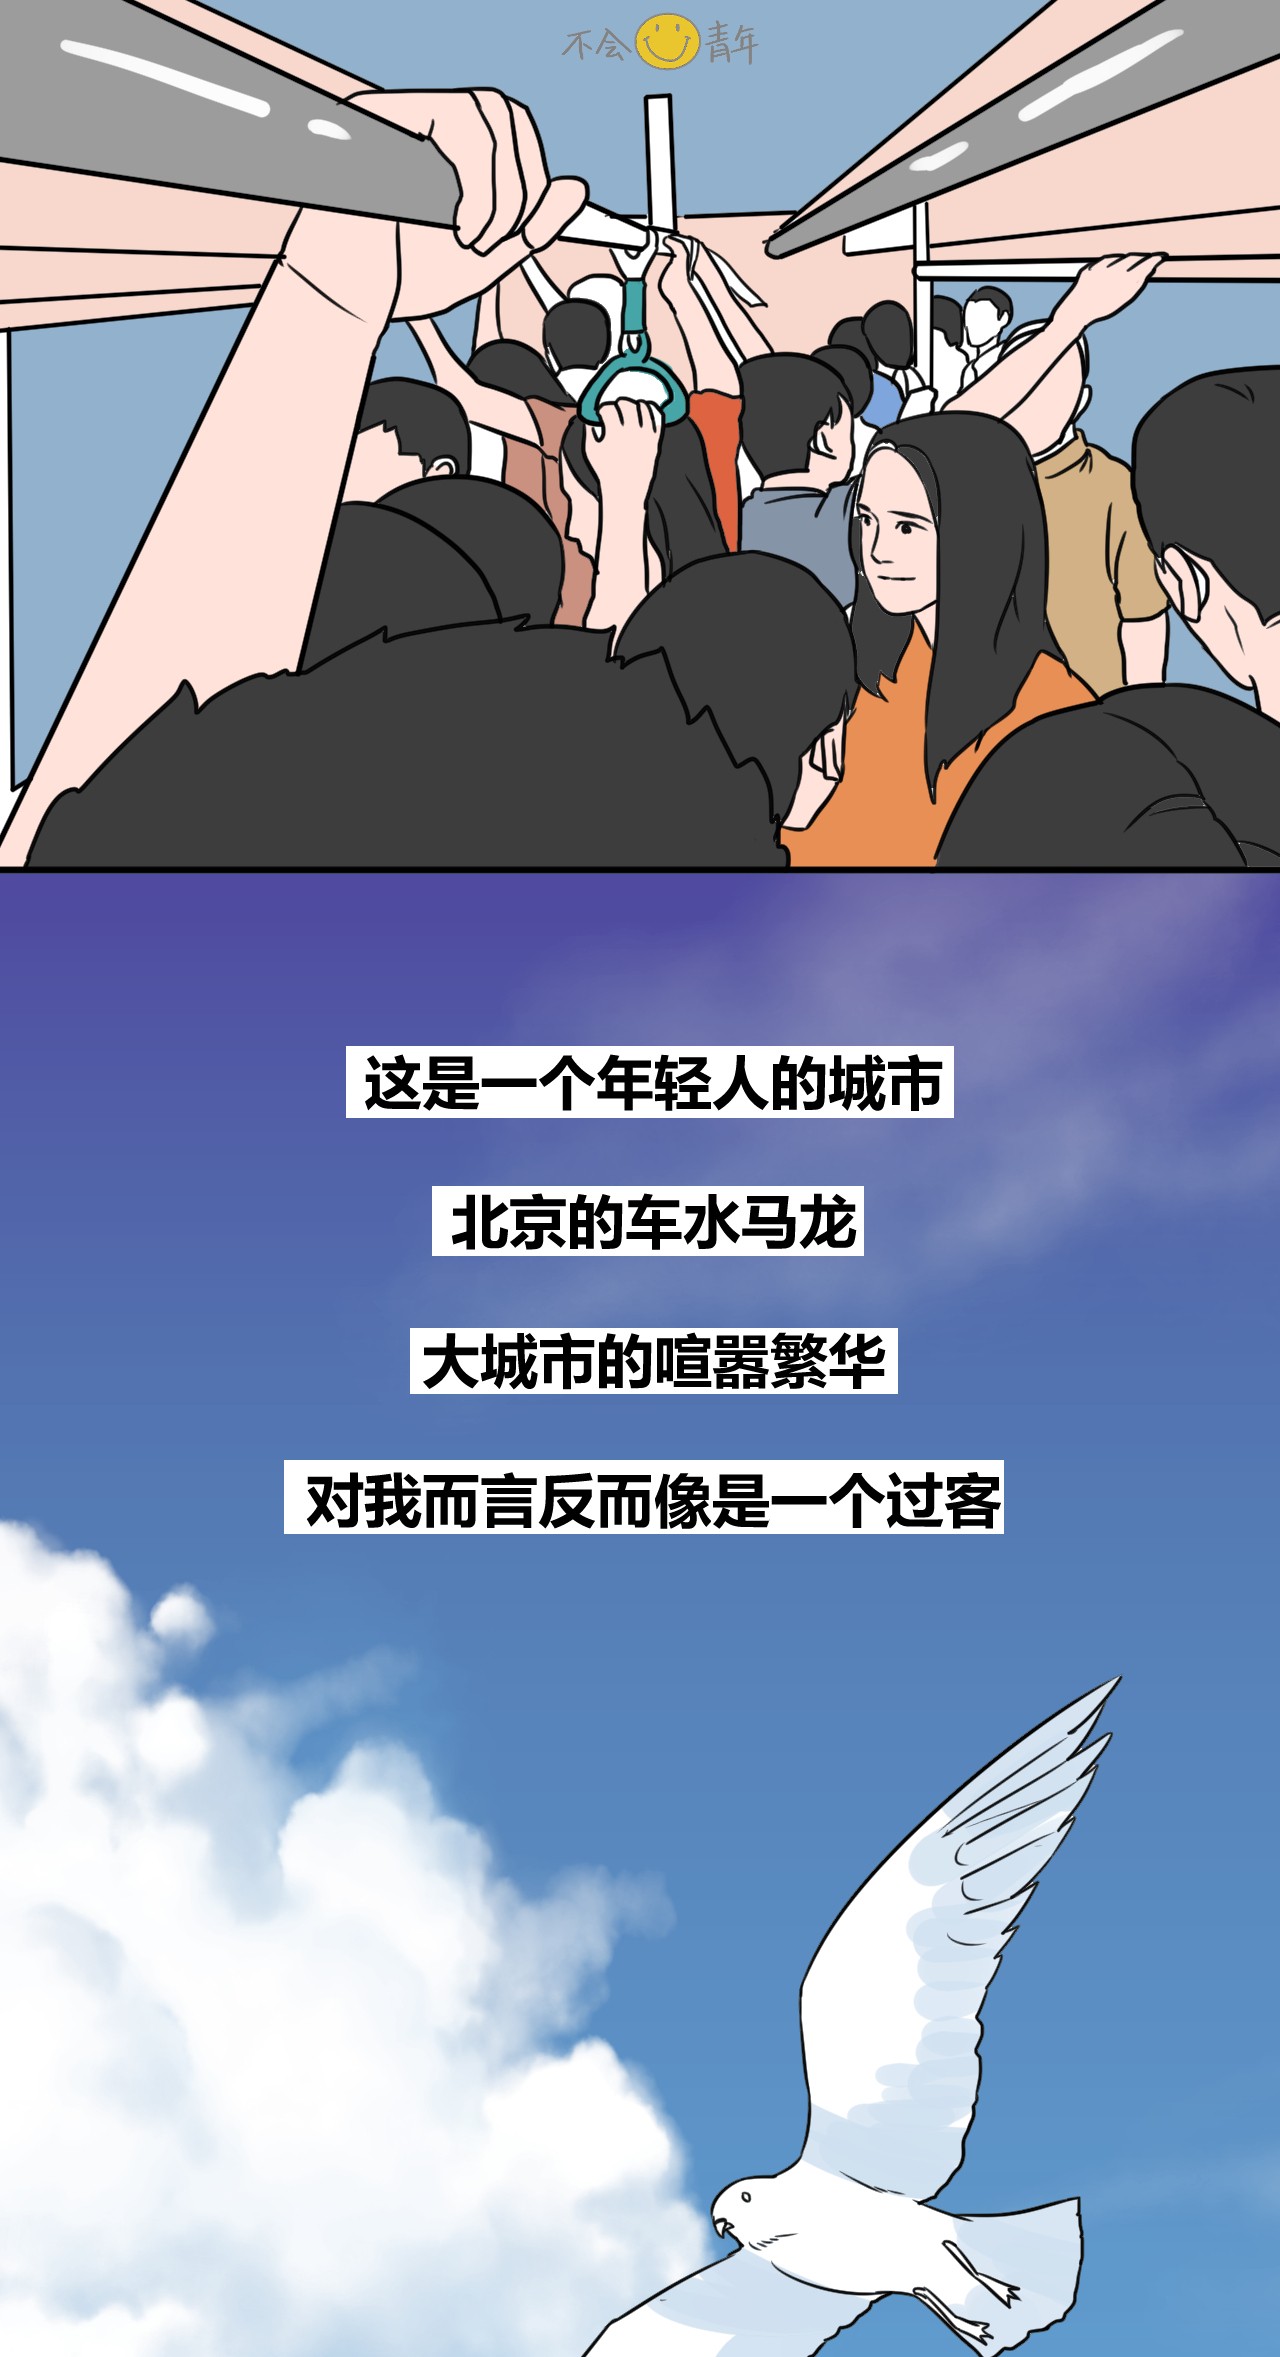 不会青年
这是一个年轻人的城市
北京的车水马龙
大城市的喧嚣繁华
对我而言反而像是一个过客